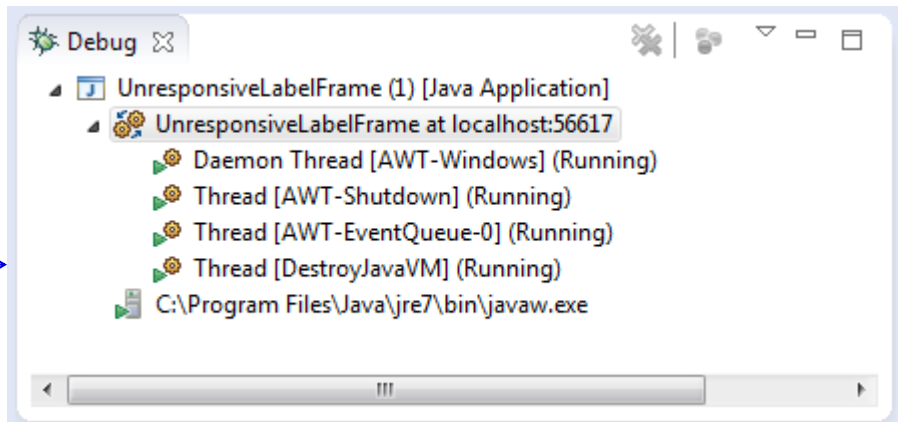 Debug
UnresponsiveLabelFrame (1) [Java Application]
UnresponsiveLabelFrame at localhost:56617
Daemon Thread [AWT-Windows] (Running)
Thread [AWT-Shutdown] (Running)
Thread [AWT-EventQueue-0] (Running)
Thread [DestroyJavaVM] (Running)
C:\Program Files\Java\jre7\bin\javaw.exe